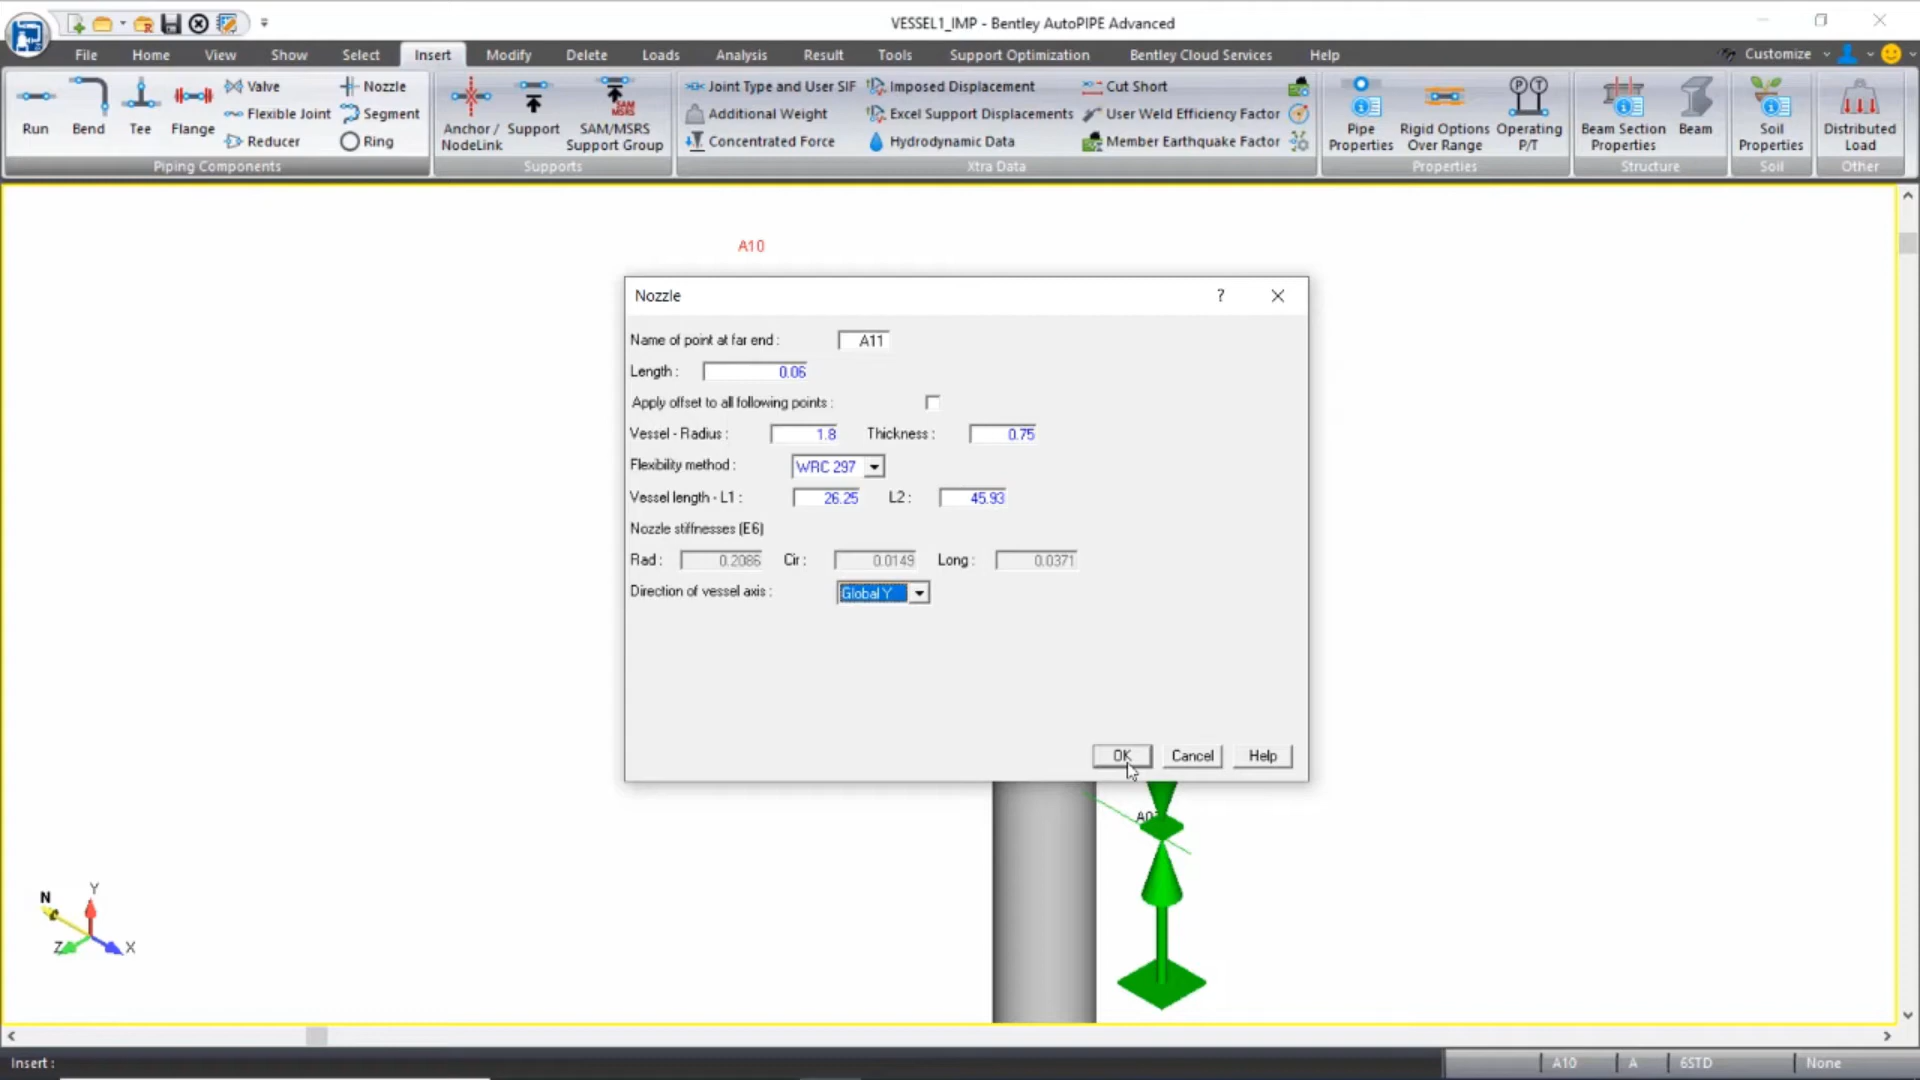 VESSEL1_IMP - Bentley AutoPIPE Advanced
File Home View Show Select Insert Modify Delete Loads Analysis Result Tools Support Optimization Bentley Cloud Services Help Customize
Run Bend Tee Flange
Valve
Flexible Joint
Reducer
Nozzle
Segment
Ring
Piping Components
Anchor /
NodeLink
Support
SAM
MSRS
SAM/MSRS
Support Group
Supports
Joint Type and User SIF
Additional Weight
Concentrated Force
Imposed Displacement
Excel Support Displacements
Hydrodynamic Data
Cut Short
User Weld Efficiency Factor
Member Earthquake Factor
Xtra Data
Pipe
Properties
Rigid Options
Over Range
P T
Operating
P/T
Properties
Beam Section
Properties
Beam
Structure
Soil
Properties
Soil
Distributed
Load
Other
A10
Nozzle ?
Name of point at far end : A11
Length : 0.06
Apply offset to all following points :
Vessel - Radius : 1.8 Thickness : 0.75
Flexibility method : WRC 297
Vessel length - L1 : 26.25 L2 : 45.93
Nozzle stiffnesses (E6)
Rad : 0.2086 Cir : 0.0149 Long : 0.0371
Direction of vessel axis : Global Y
OK Cancel Help
N Y Z X
Insert : A10 A 6STD None